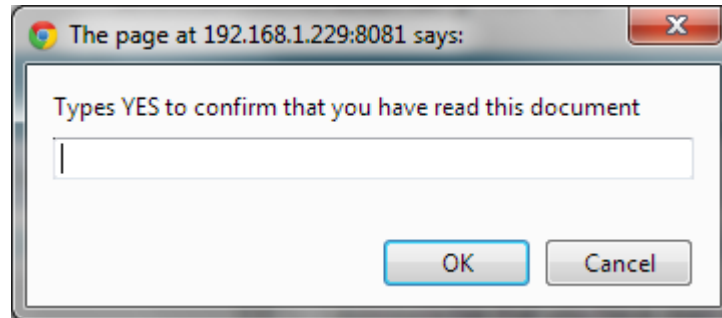 The page at 192.168.1.229:8081 says:
Types YES to confirm that you have read this document
OK Cancel